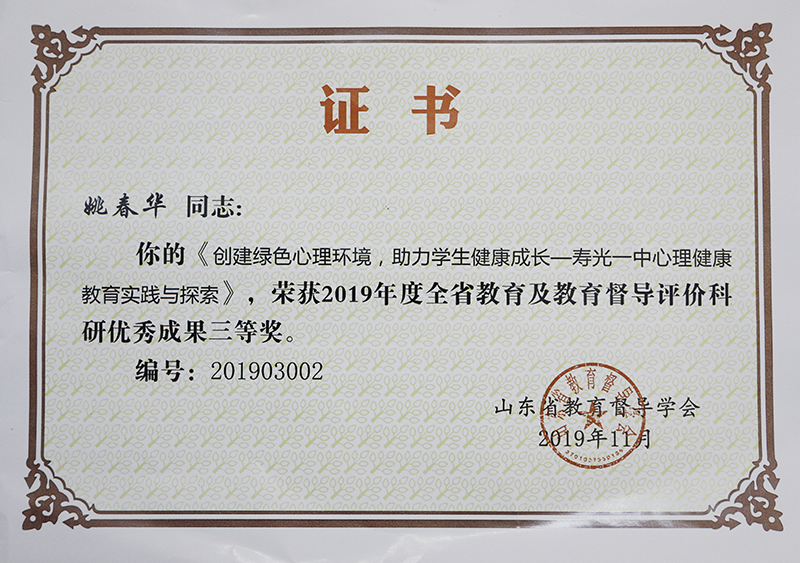 证书
姚春华 同志：
你的《创建绿色心理环境，助力学生健康成长—寿光一中心理健康
教育实践与探索》，荣获2019年度全省教育及教育督导评价科
研优秀成果三等奖。
编号：201903002
山东省教育督导学会
2019年11月